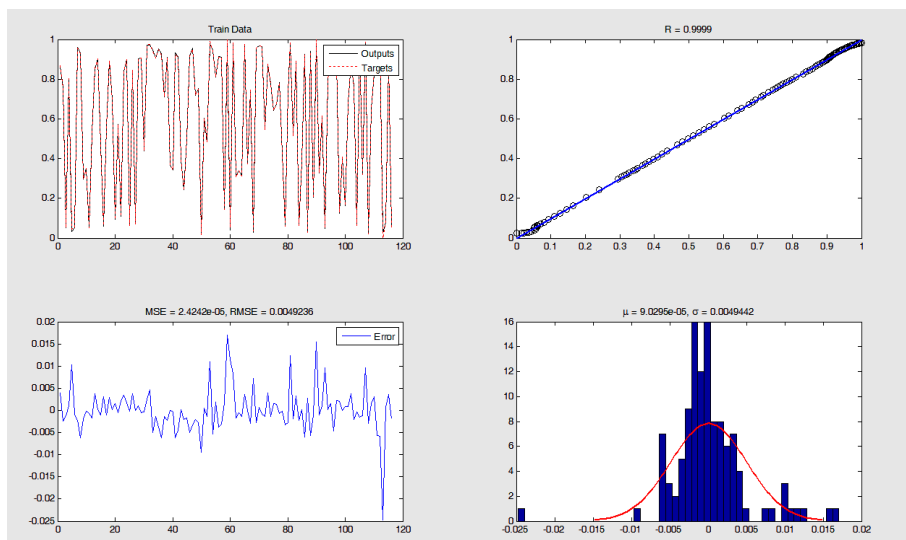 Train Data
1
0.8
0.6
0.4
0.2
0
0 20 40 60 80 100 120
Outputs
Targets
R = 0.9999
1
0.8
0.6
0.4
0.2
0
0 0.1 0.2 0.3 0.4 0.5 0.6 0.7 0.8 0.9 1
MSE = 2.4242e-05, RMSE = 0.0049236
0.02
0.015
0.01
0.005
0
-0.005
-0.01
-0.015
-0.02
-0.025
0 20 40 60 80 100 120
Error
μ = 9.0295e-05, σ = 0.0049442
16
14
12
10
8
6
4
2
0
-0.025 -0.02 -0.015 -0.01 -0.005 0 0.005 0.01 0.015 0.02